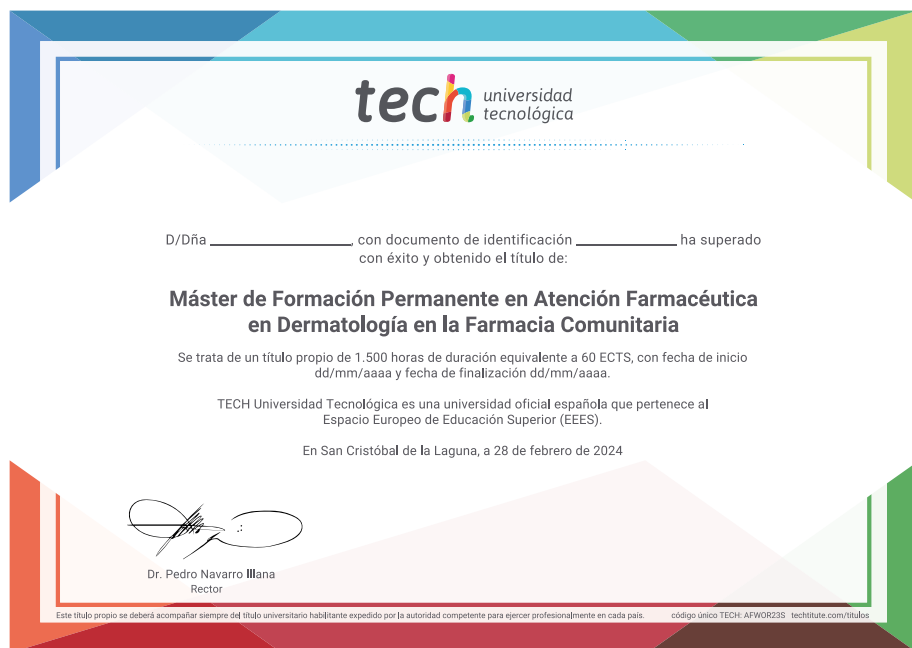 tech universidad
tecnológica
D/Dña , con documento de identificación ha superado
con éxito y obtenido el título de:
Máster de Formación Permanente en Atención Farmacéutica
en Dermatología en la Farmacia Comunitaria
Se trata de un título propio de 1.500 horas de duración equivalente a 60 ECTS, con fecha de inicio
dd/mm/aaaa y fecha de finalización dd/mm/aaaa.
TECH Universidad Tecnológica es una universidad oficial española que pertenece al
Espacio Europeo de Educación Superior (EEES).
En San Cristóbal de la Laguna, a 28 de febrero de 2024
Dr. Pedro Navarro Illana
Rector
Este título propio se deberá acompañar siempre del título universitario habilitante expedido por la autoridad competente para ejercer profesionalmente en cada país. código único TECH: AFWOR23S techtitute.com/titulos